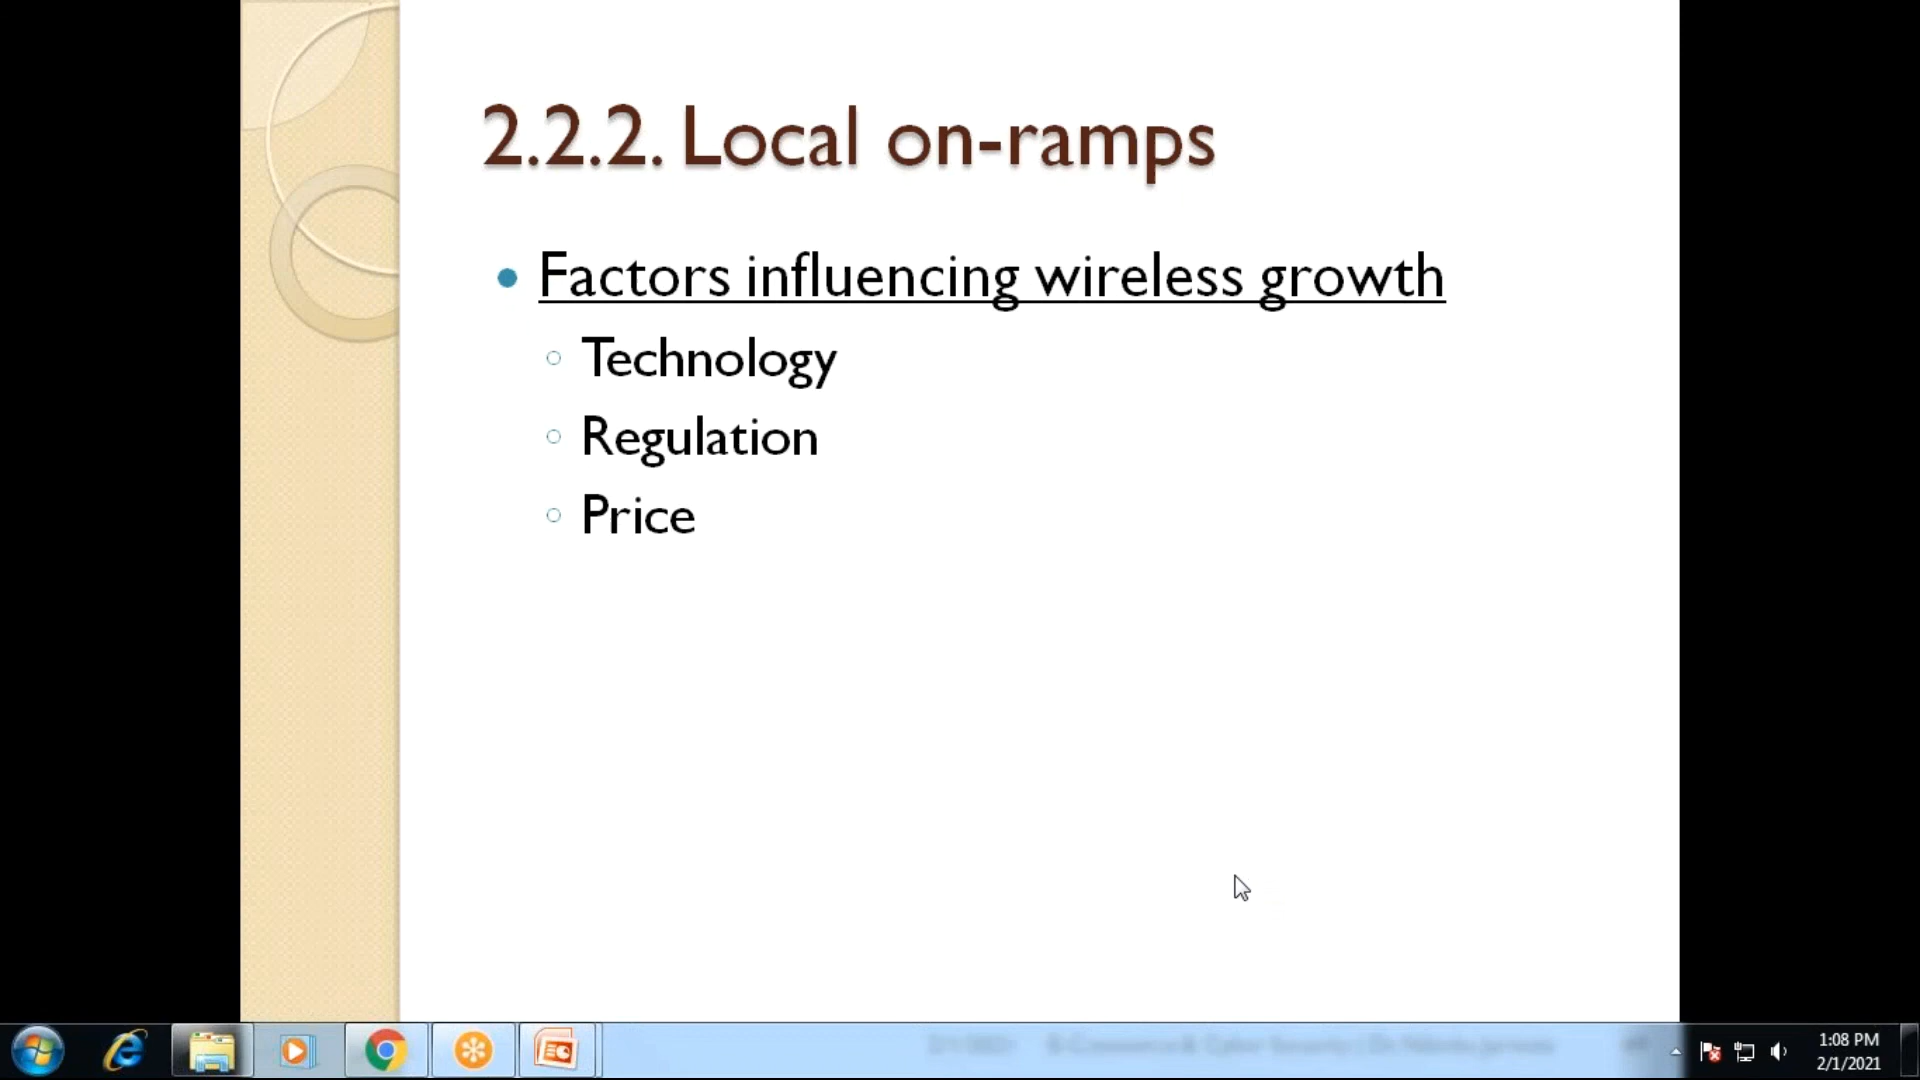 2.2.2. Local on-ramps
Factors influencing wireless growth
Technology
Regulation
Price
1:08 PM
2/1/2021